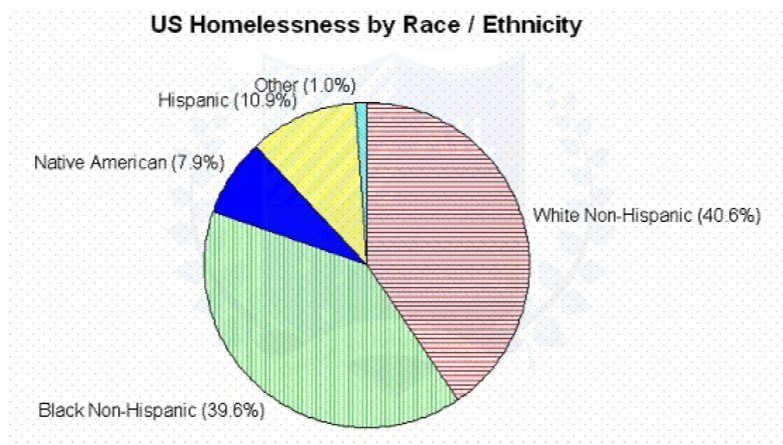 US Homelessness by Race / Ethnicity
Other (1.0%)
Hispanic (10.9%)
Native American (7.9%)
White Non-Hispanic (40.6%)
Black Non-Hispanic (39.6%)